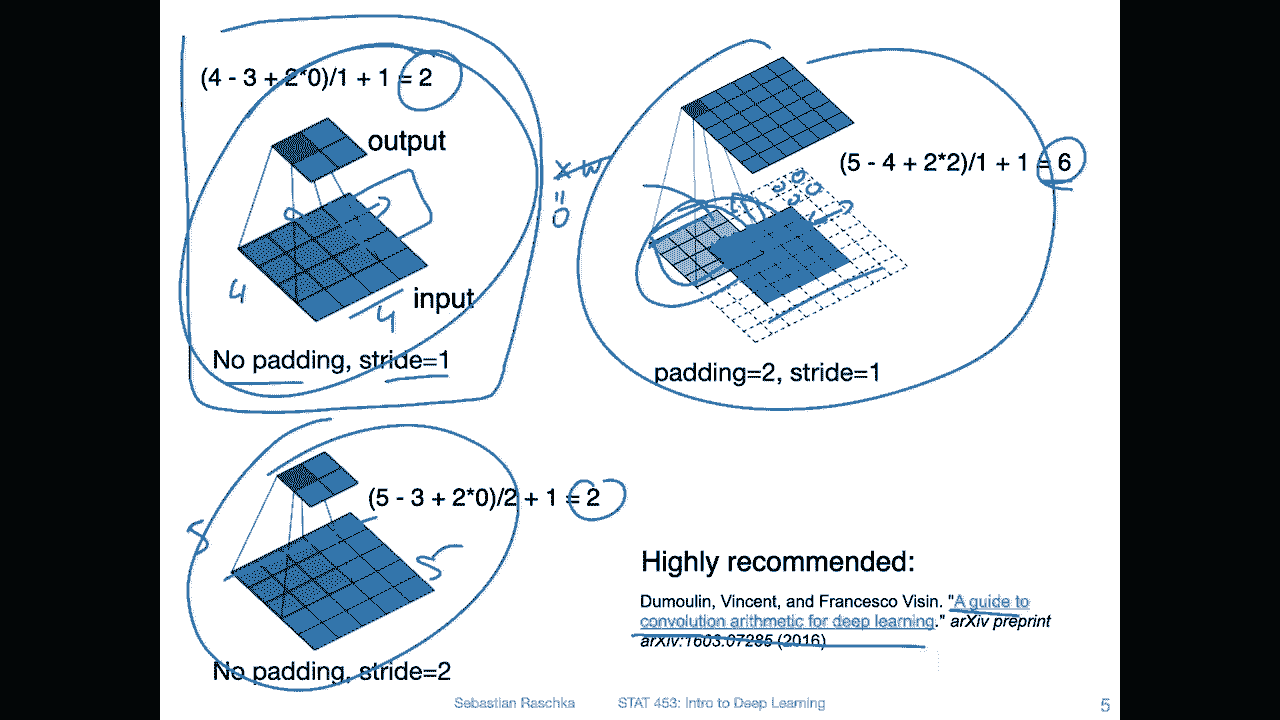 (4 - 3 + 2*0)/1 + 1 = 2
output
4
4
input
No padding, stride=1
x w
=
0
(5 - 4 + 2*2)/1 + 1 = 6
padding=2, stride=1
(5 - 3 + 2*0)/2 + 1 = 2
5
5
No padding, stride=2
Highly recommended:
Dumoulin, Vincent, and Francesco Visin. "A guide to
convolution arithmetic for deep learning." arXiv preprint
arXiv:1603.07285 (2016)
Sebastian Raschka STAT 453: Intro to Deep Learning 5